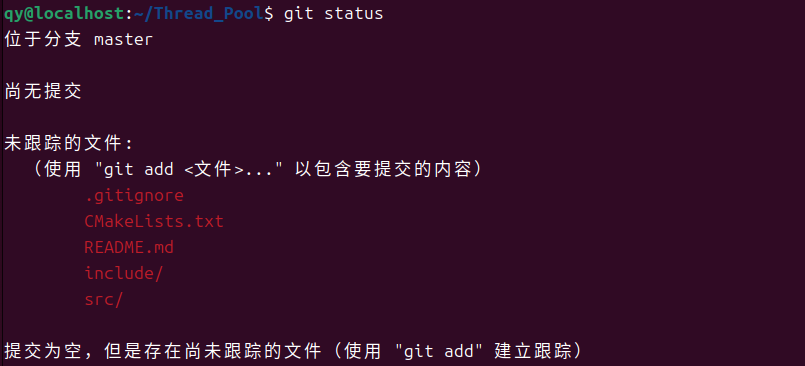 qy@localhost:~/Thread_Pool$ git status
位于分支 master
尚无提交
未跟踪的文件:
（使用 "git add <文件>..." 以包含要提交的内容）
.gitignore
CMakeLists.txt
README.md
include/
src/
提交为空，但是存在尚未跟踪的文件（使用 "git add" 建立跟踪）